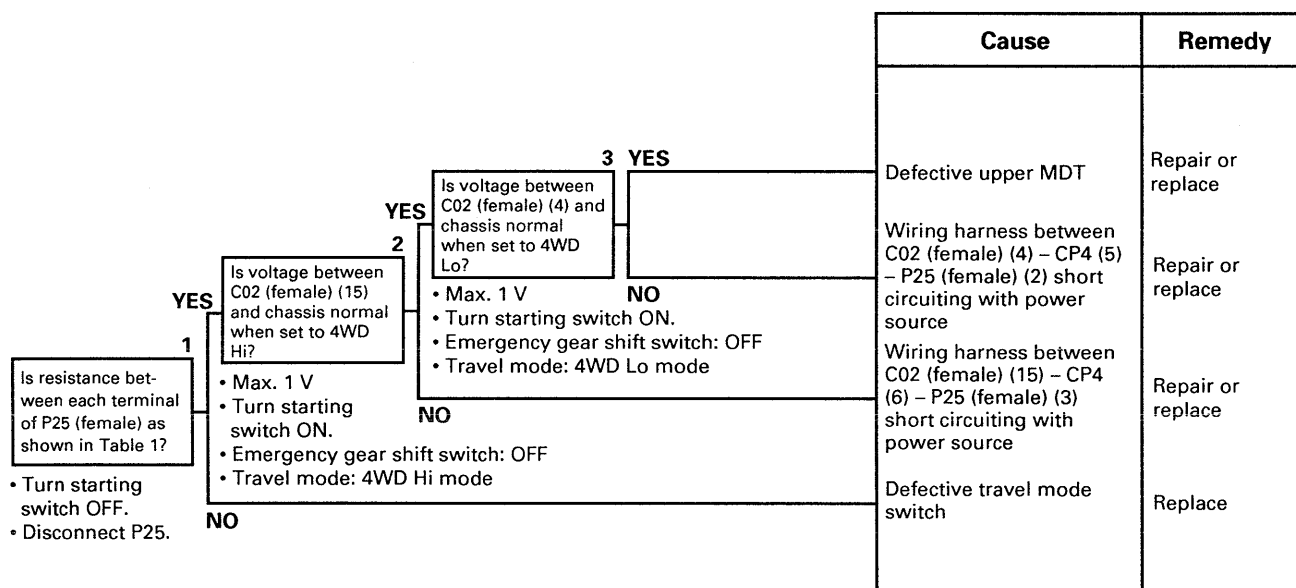 Cause
Remedy
3 YES
Is voltage between
C02 (female) (4) and
chassis normal
when set to 4WD
Lo?
• Max. 1 V
• Turn starting switch ON.
• Emergency gear shift switch: OFF
• Travel mode: 4WD Lo mode
NO
YES
2
Is voltage between
C02 (female) (15)
and chassis normal
when set to 4WD
Hi?
• Max. 1 V
• Turn starting
switch ON.
• Emergency gear shift switch: OFF
• Travel mode: 4WD Hi mode
NO
YES
1
Is resistance bet-
ween each terminal
of P25 (female) as
shown in Table 1?
• Turn starting
switch OFF.
• Disconnect P25.
NO
Defective upper MDT
Repair or
replace
Wiring harness between
C02 (female) (4) – CP4 (5)
– P25 (female) (2) short
circuiting with power
source
Repair or
replace
Wiring harness between
C02 (female) (15) – CP4
(6) – P25 (female) (3)
short circuiting with
power source
Repair or
replace
Defective travel mode
switch
Replace